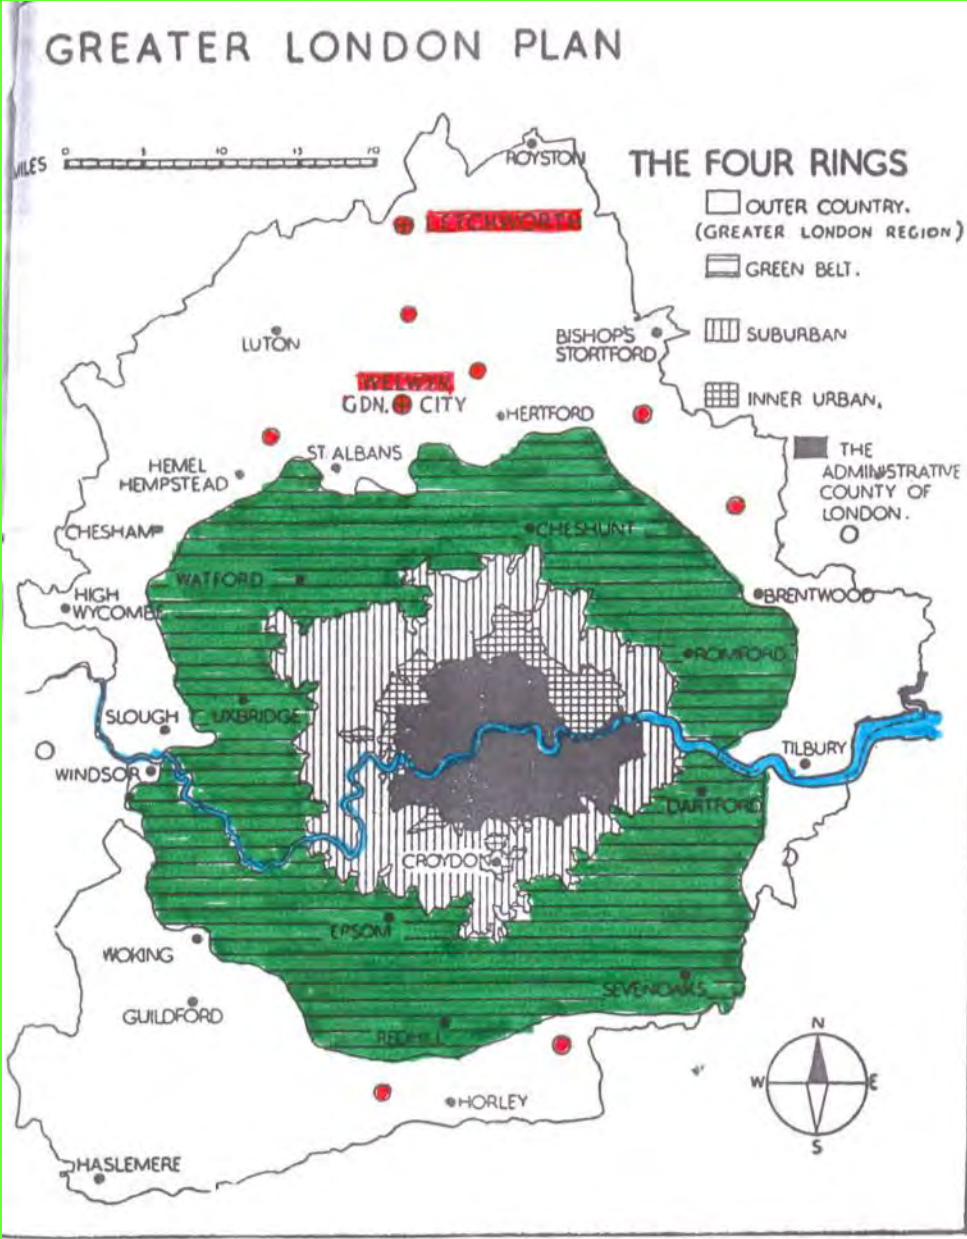 GREATER LONDON PLAN
MILES 0 5 10 15 20
THE FOUR RINGS
OUTER COUNTRY.
(GREATER LONDON REGION)
GREEN BELT.
SUBURBAN
INNER URBAN.
THE
ADMINISTRATIVE
COUNTY OF
LONDON.
ROYSTON
LETCHWORTH
LUTON
BISHOP'S
STORTFORD
WELWYN
GDN. CITY
HERTFORD
ST. ALBANS
HEMEL
HEMPSTEAD
CHESHAM
CHESHUNT
WATFORD
HIGH
WYCOMBE
BRENTWOOD
ROMFORD
SLOUGH
UXBRIDGE
TILBURY
WINDSOR
DARTFORD
CROYDON
EPSOM
WOKING
SEVENOAKS
GUILDFORD
REDHILL
N
W E
S
HORLEY
HASLEMERE